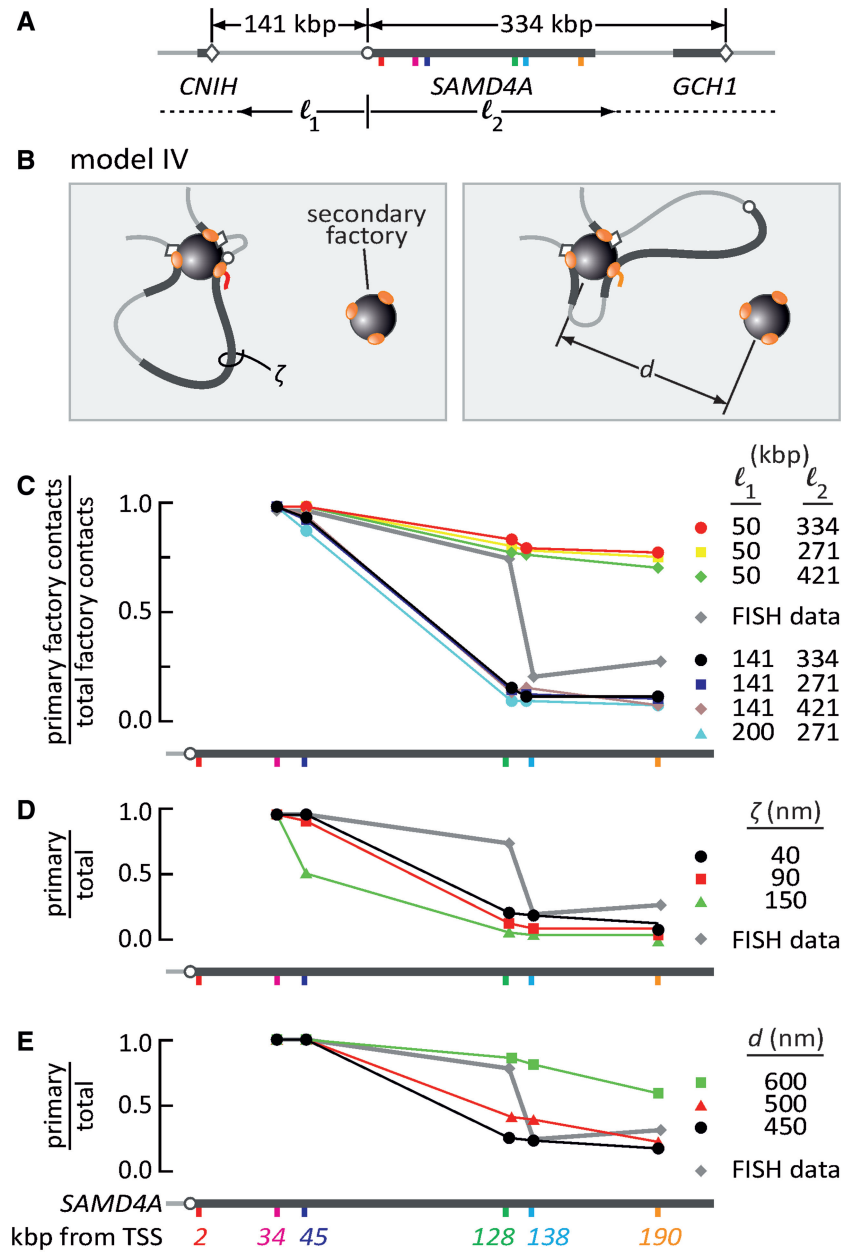 A
141 kbp 334 kbp
CNIH SAMD4A GCH1
ℓ1 ℓ2
B model IV
secondary
factory
ζ
d
C
primary factory contacts
total factory contacts
1.0
0.5
0.0
(kbp)
ℓ1 ℓ2
50 334
50 271
50 421
FISH data
141 334
141 271
141 421
200 271
D
primary
total
1.0
0.5
0.0
ζ (nm)
40
90
150
FISH data
E
primary
total
1.0
0.5
0.0
d (nm)
600
500
450
FISH data
SAMD4A
kbp from TSS 2 34 45 128 138 190